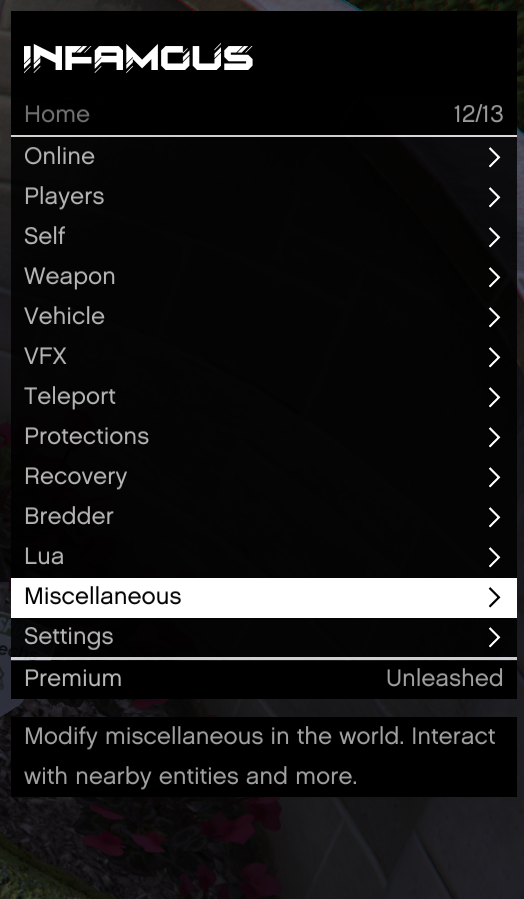 INFAMOUS
Home 12/13
Online
Players
Self
Weapon
Vehicle
VFX
Teleport
Protections
Recovery
Bredder
Lua
Miscellaneous
Settings
Premium Unleashed
Modify miscellaneous in the world. Interact
with nearby entities and more.